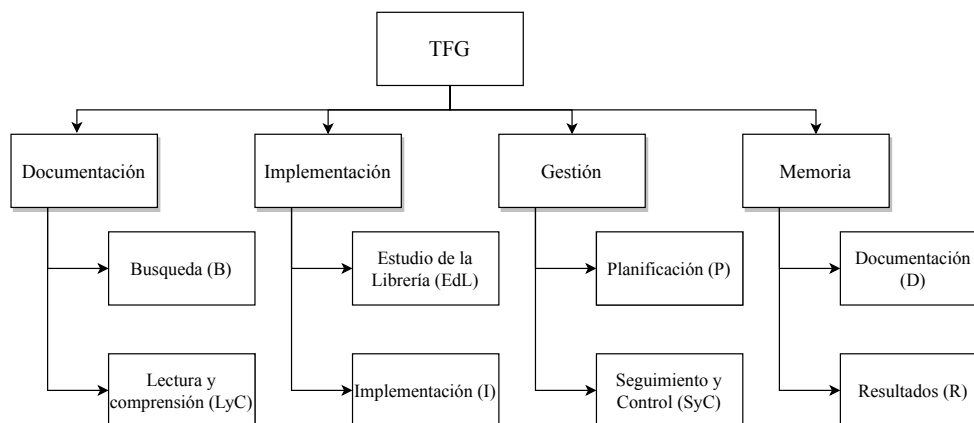 TFG
Documentación
Implementación
Gestión
Memoria
Busqueda (B)
Estudio de la
Librería (EdL)
Planificación (P)
Documentación
(D)
Lectura y
comprensión (LyC)
Implementación (I)
Seguimiento y
Control (SyC)
Resultados (R)